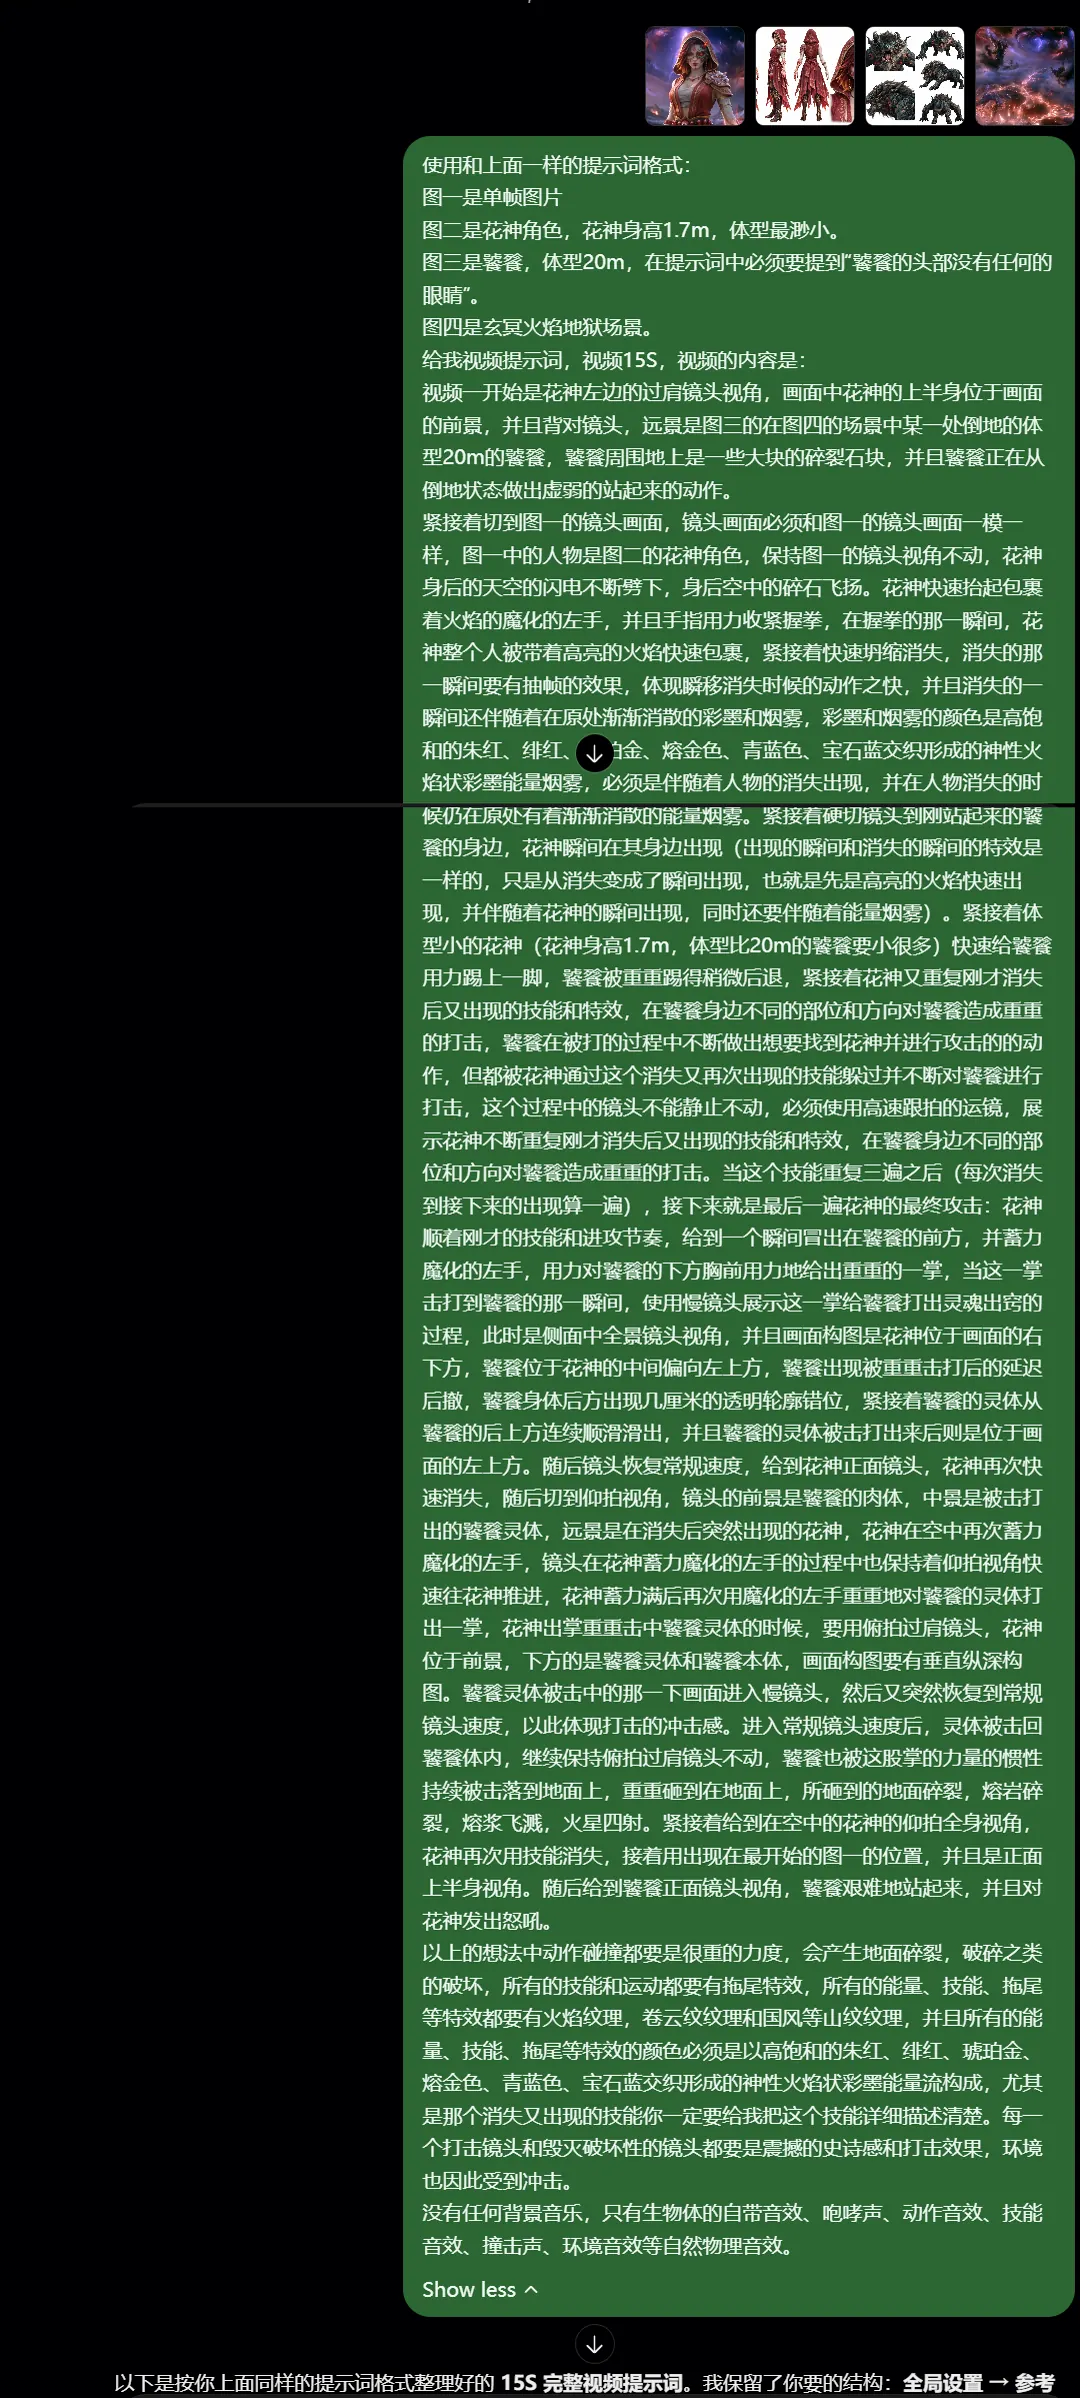 使用和上面一样的提示词格式：
图一是单帧图片
图二是花神角色，花神身高1.7m，体型最渺小。
图三是饕餮，体型20m，在提示词中必须要提到“饕餮的头部没有任何的
眼睛”。
图四是玄冥火焰地狱场景。
给我视频提示词，视频15S，视频的内容是：
视频一开始是花神左边的过肩镜头视角，画面中花神的上半身位于画面
的前景，并且背对镜头，远景是图三的在图四的场景中某一处倒地的体
型20m的饕餮，饕餮周围地上是一些大块的碎裂石块，并且饕餮正在从
倒地状态做出虚弱的站起来的动作。
紧接着切到图一的镜头画面，镜头画面必须和图一的镜头画面一模一
样，图一中的人物是图二的花神角色，保持图一的镜头视角不动，花神
身后的天空的闪电不断劈下，身后空中的碎石飞扬。花神快速抬起包裹
着火焰的魔化的左手，并且手指用力收紧握拳，在握拳的那一瞬间，花
神整个人被带着高亮的火焰快速包裹，紧接着快速坍缩消失，消失的那
一瞬间要有抽帧的效果，体现瞬移消失时候的动作之快，并且消失的一
瞬间还伴随着在原处渐渐消散的彩墨和烟雾，彩墨和烟雾的颜色是高饱
和的朱红、绯红、珀金、熔金色、青蓝色、宝石蓝交织形成的神性火
焰状彩墨能量烟雾，必须是伴随着人物的消失出现，并在人物消失的时
候仍在原处有着渐渐消散的能量烟雾。紧接着硬切镜头到刚站起来的饕
餮的身边，花神瞬间在其身边出现（出现的瞬间和消失的瞬间的特效是
一样的，只是从消失变成了瞬间出现，也就是先是高亮的火焰快速出
现，并伴随着花神的瞬间出现，同时还要伴随着能量烟雾）。紧接着体
型小的花神（花神身高1.7m，体型比20m的饕餮要小很多）快速给饕餮
用力踢上一脚，饕餮被重重踢得稍微后退，紧接着花神又重复刚才消失
后又出现的技能和特效，在饕餮身边不同的部位和方向对饕餮造成重重
的打击，饕餮在被打的过程中不断做出想要找到花神并进行攻击的的动
作，但都被花神通过这个消失又再次出现的技能躲过并不断对饕餮进行
打击，这个过程中的镜头不能静止不动，必须使用高速跟拍的运镜，展
示花神不断重复刚才消失后又出现的技能和特效，在饕餮身边不同的部
位和方向对饕餮造成重重的打击。当这个技能重复三遍之后（每次消失
到接下来的出现算一遍），接下来就是最后一遍花神的最终攻击：花神
顺着刚才的技能和进攻节奏，给到一个瞬间冒出在饕餮的前方，并蓄力
魔化的左手，用力对饕餮的下方胸前用力地给出重重的一掌，当这一掌
击打到饕餮的那一瞬间，使用慢镜头展示这一掌给饕餮打出灵魂出窍的
过程，此时是侧面中全景镜头视角，并且画面构图是花神位于画面的右
下方，饕餮位于花神的中间偏向左上方，饕餮出现被重重击打后的延迟
后撤，饕餮身体后方出现几厘米的透明轮廓错位，紧接着饕餮的灵体从
饕餮的后上方连续顺滑滑出，并且饕餮的灵体被击打出来后则是位于画
面的左上方。随后镜头恢复常规速度，给到花神正面镜头，花神再次快
速消失，随后切到仰拍视角，镜头的前景是饕餮的肉体，中景是被击打
出的饕餮灵体，远景是在消失后突然出现的花神，花神在空中再次蓄力
魔化的左手，镜头在花神蓄力魔化的左手的过程中也保持着仰拍视角快
速往花神推进，花神蓄力满后再次用魔化的左手重重地对饕餮的灵体打
出一掌，花神出掌重重击中饕餮灵体的时候，要用俯拍过肩镜头，花神
位于前景，下方的是饕餮灵体和饕餮本体，画面构图要有垂直纵深构
图。饕餮灵体被击中的那一下画面进入慢镜头，然后又突然恢复到常规
镜头速度，以此体现打击的冲击感。进入常规镜头速度后，灵体被击回
饕餮体内，继续保持俯拍过肩镜头不动，饕餮也被这股掌的力量的惯性
持续被击落到地面上，重重砸到在地面上，所砸到的地面碎裂，熔岩碎
裂，熔浆飞溅，火星四射。紧接着给到在空中的花神的仰拍全身视角，
花神再次用技能消失，接着用出现在最开始的图一的位置，并且是正面
上半身视角。随后给到饕餮正面镜头视角，饕餮艰难地站起来，并且对
花神发出怒吼。
以上的想法中动作碰撞都要是很重的力度，会产生地面碎裂，破碎之类
的破坏，所有的技能和运动都要有拖尾特效，所有的能量、技能、拖尾
等特效都要有火焰纹理，卷云纹纹理和国风等山纹纹理，并且所有的能
量、技能、拖尾等特效的颜色必须是以高饱和的朱红、绯红、琥珀金、
熔金色、青蓝色、宝石蓝交织形成的神性火焰状彩墨能量流构成，尤其
是那个消失又出现的技能你一定要给我把这个技能详细描述清楚。每一
个打击镜头和毁灭破坏性的镜头都要是震撼的史诗感和打击效果，环境
也因此受到冲击。
没有任何背景音乐，只有生物体的自带音效、咆哮声、动作音效、技能
音效、撞击声、环境音效等自然物理音效。
Show less
以下是按你上面同样的提示词格式整理好的 15S 完整视频提示词。我保留了你要的结构：全局设置 → 参考